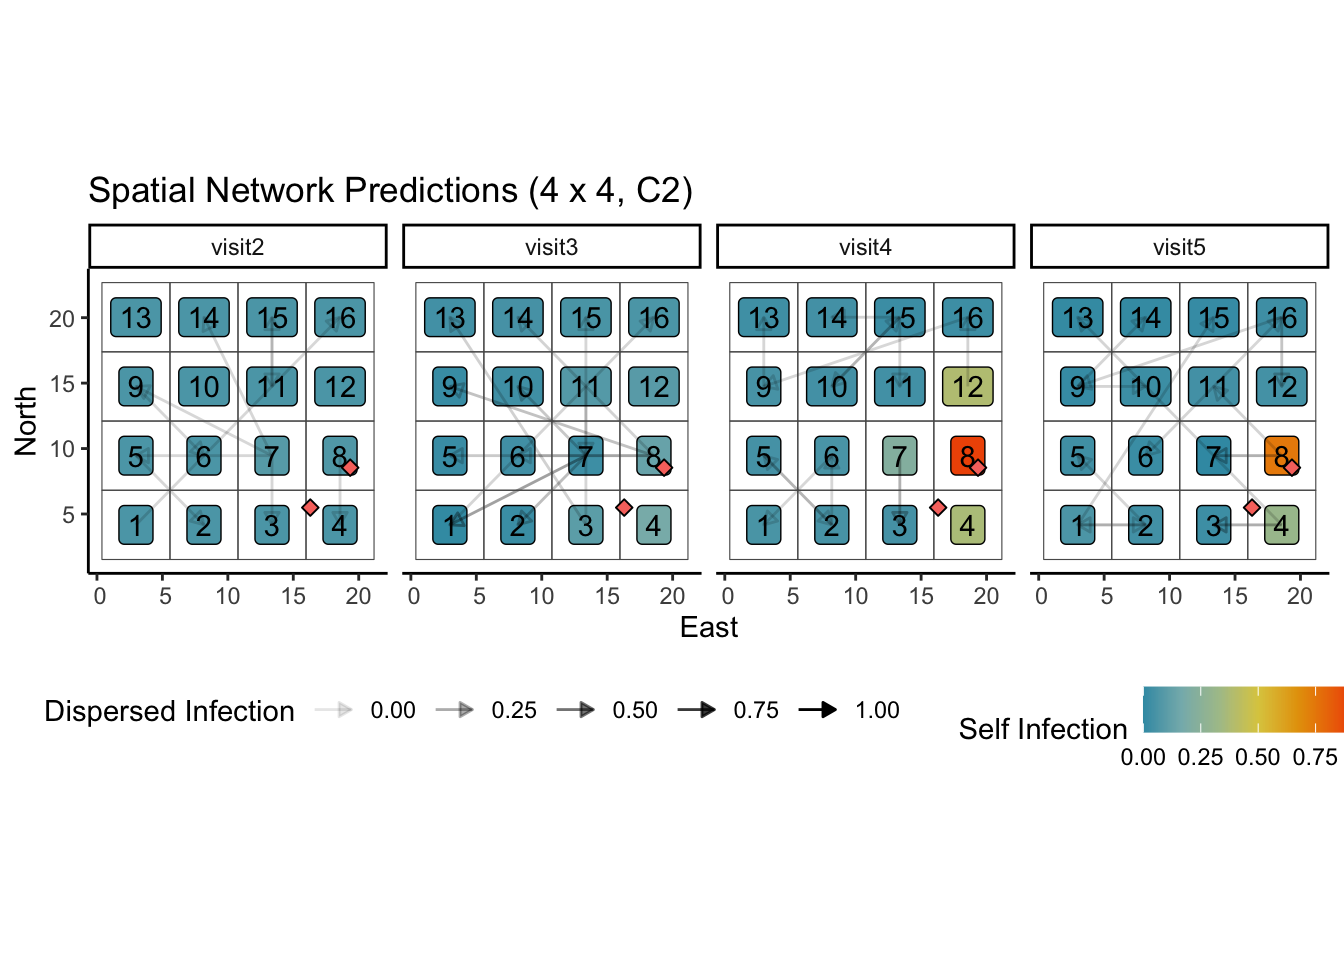 Spatial Network Predictions (4 x 4, C2)
visit2 visit3 visit4 visit5
20 13 14 15 16 13 14 15 16 13 14 15 16 13 14 15 16
15 9 10 11 12 9 10 11 12 9 10 11 12 9 10 11 12
10 5 6 7 8 5 6 7 8 5 6 7 8 5 6 7 8
5 1 2 3 4 1 2 3 4 1 2 3 4 1 2 3 4
North
0 5 10 15 20 0 5 10 15 20 0 5 10 15 20 0 5 10 15 20
East
Dispersed Infection 0.00 0.25 0.50 0.75 1.00
Self Infection
0.00 0.25 0.50 0.75